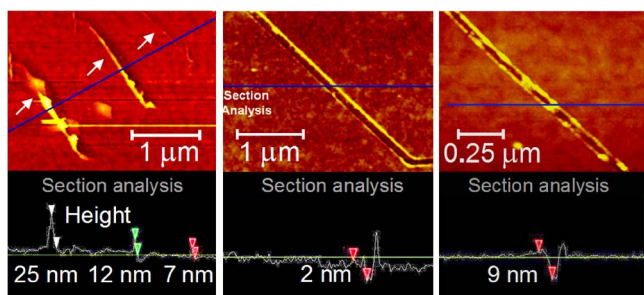 1 μm
Section analysis
Height
25 nm 12 nm 7 nm
Section
Analysis
1 μm
Section analysis
2 nm
0.25 μm
Section analysis
9 nm